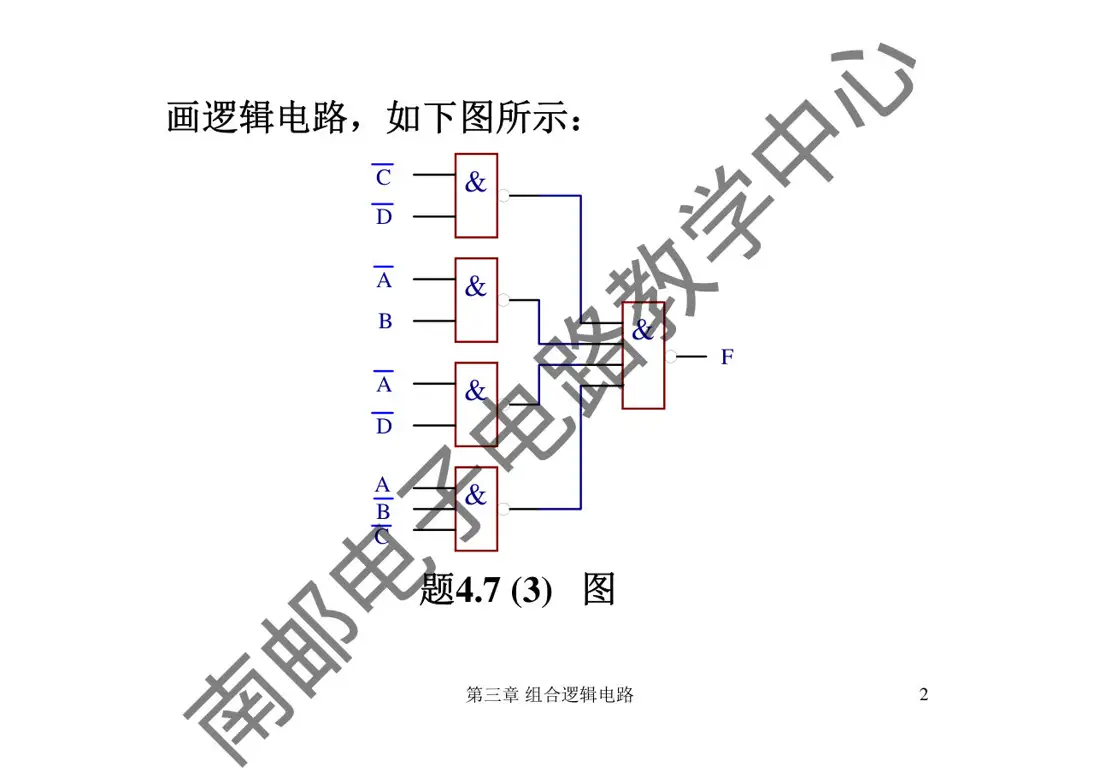 画逻辑电路，如下图所示：
C̅
&
D̅
A̅
&
B
&
F
A̅
&
D̅
A
&
B̅
C̅
题4.7 (3) 图
南邮电子电路教学中心
第三章 组合逻辑电路
2